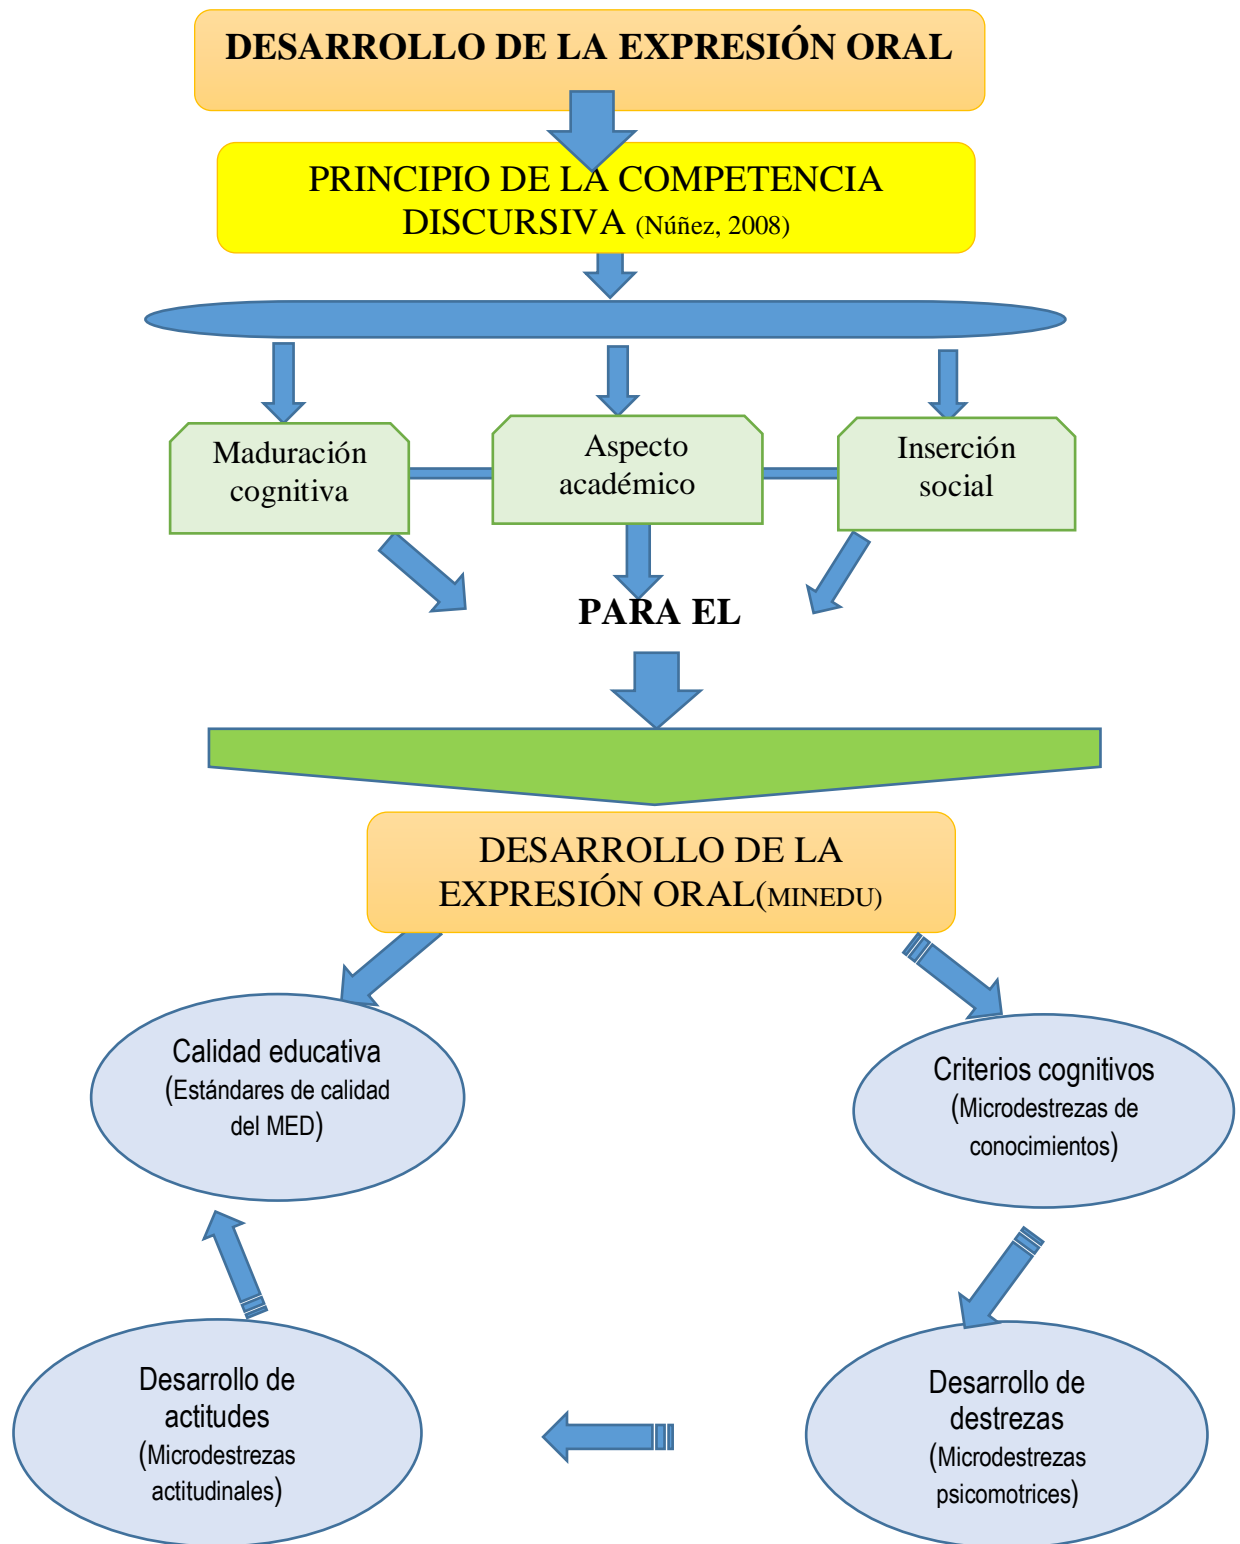 DESARROLLO DE LA EXPRESIÓN ORAL
PRINCIPIO DE LA COMPETENCIA
DISCURSIVA (Núñez, 2008)
Maduración
cognitiva
Aspecto
académico
Inserción
social
PARA EL
DESARROLLO DE LA
EXPRESIÓN ORAL(MINEDU)
Calidad educativa
(Estándares de calidad
del MED)
Criterios cognitivos
(Microdestrezas de
conocimientos)
Desarrollo de
actitudes
(Microdestrezas
actitudinales)
Desarrollo de
destrezas
(Microdestrezas
psicomotrices)